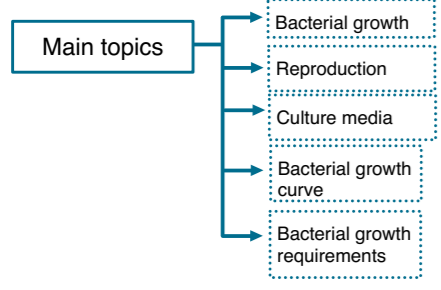 Main topics
Bacterial growth
Reproduction
Culture media
Bacterial growth
curve
Bacterial growth
requirements